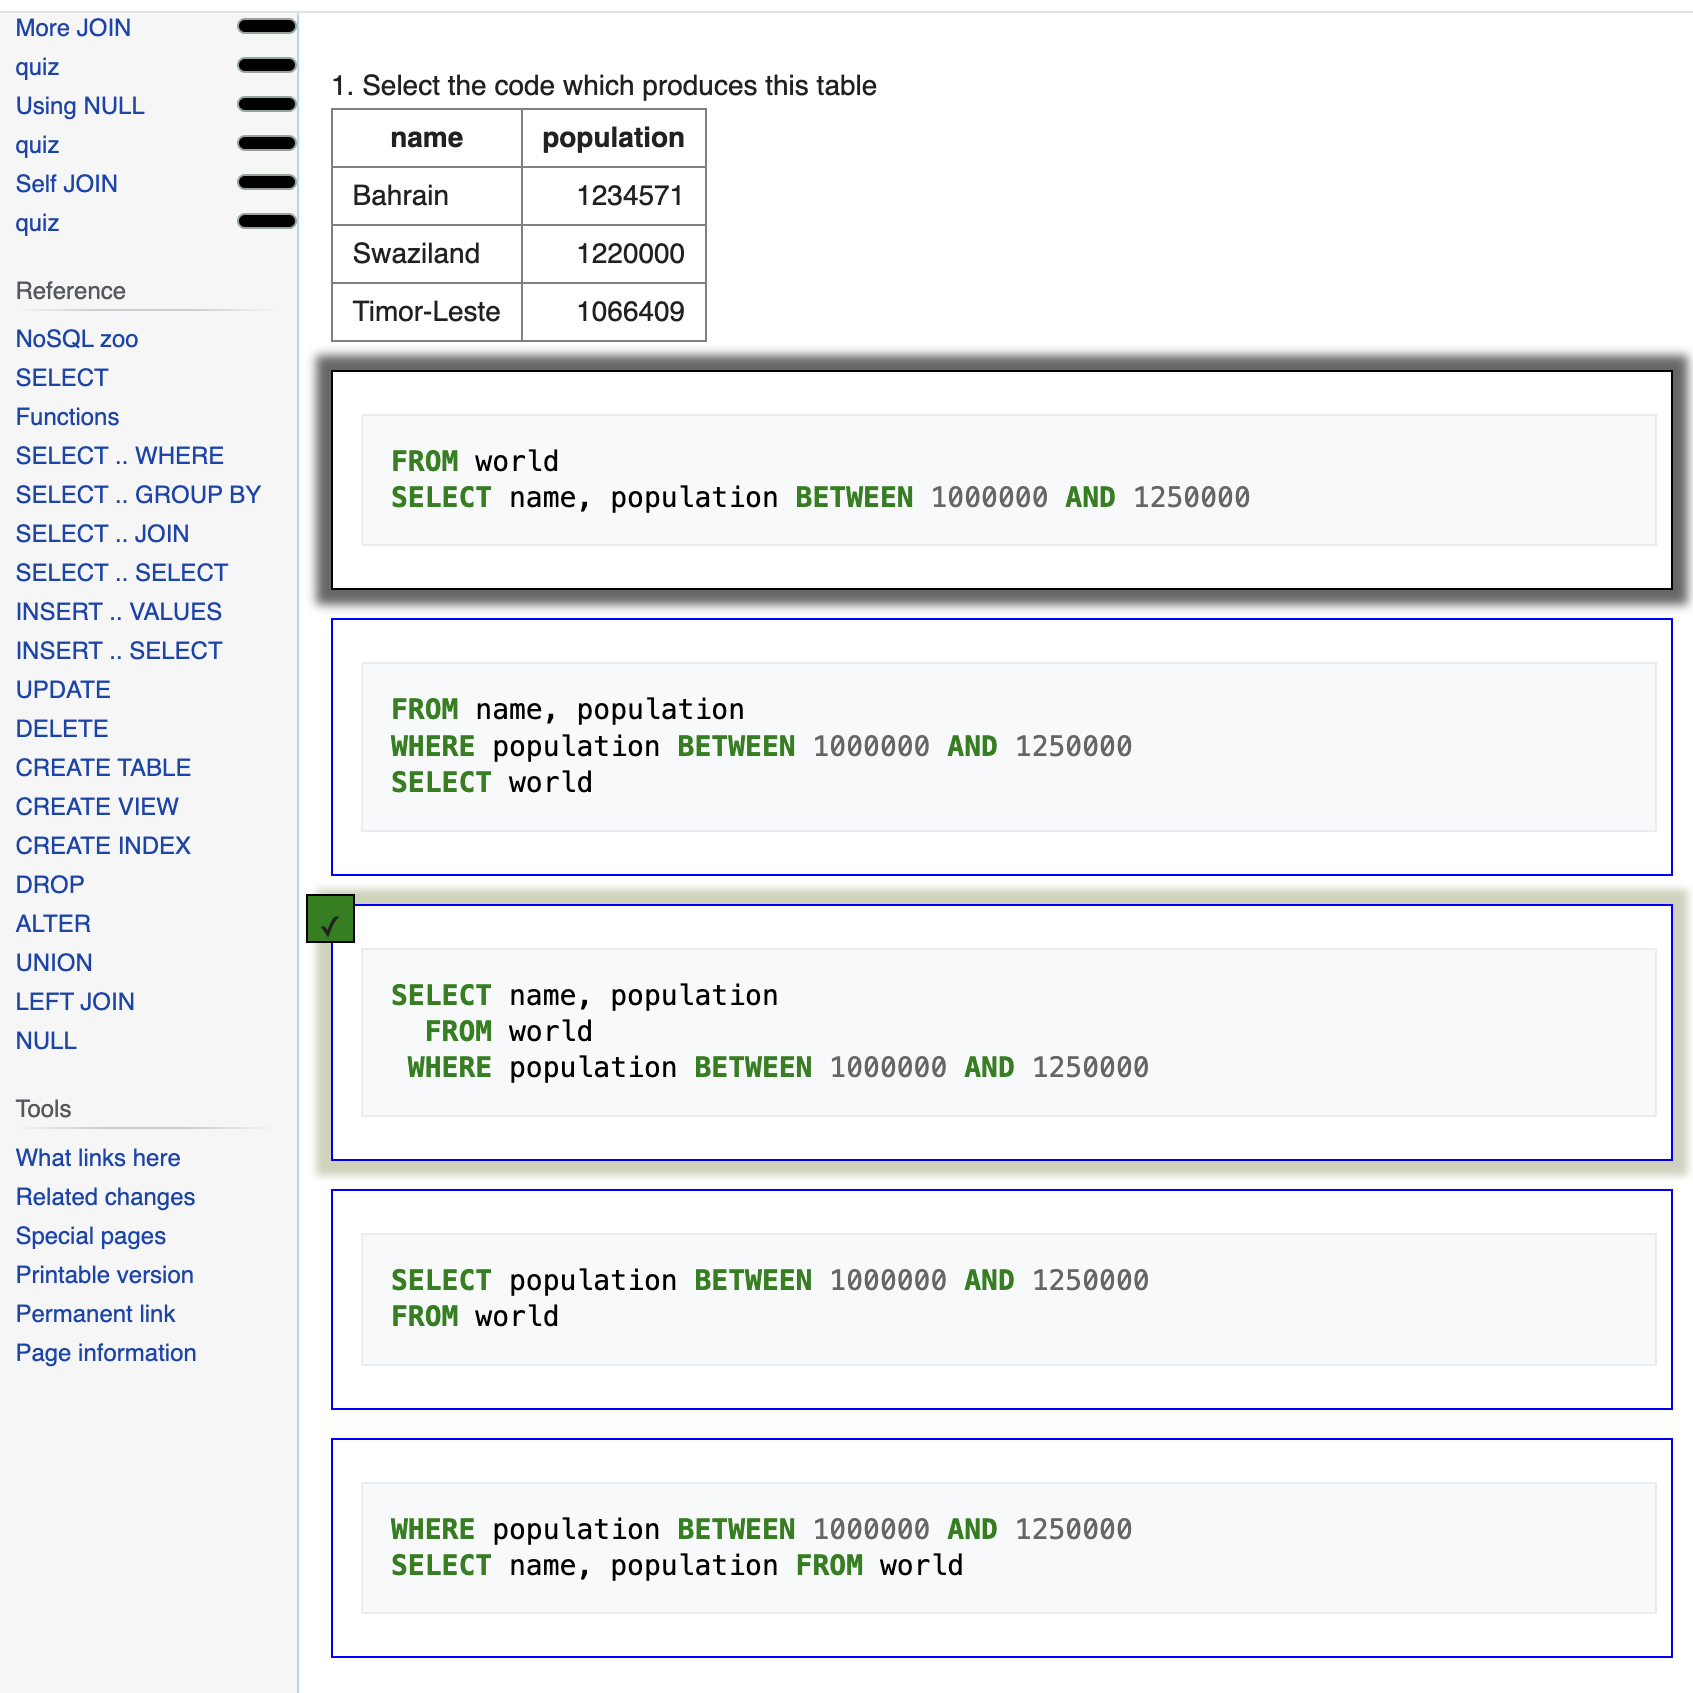 More JOIN
quiz
Using NULL
quiz
Self JOIN
quiz
Reference
NoSQL zoo
SELECT
Functions
SELECT .. WHERE
SELECT .. GROUP BY
SELECT .. JOIN
SELECT .. SELECT
INSERT .. VALUES
INSERT .. SELECT
UPDATE
DELETE
CREATE TABLE
CREATE VIEW
CREATE INDEX
DROP
ALTER
UNION
LEFT JOIN
NULL
Tools
What links here
Related changes
Special pages
Printable version
Permanent link
Page information
1. Select the code which produces this table
name population
Bahrain 1234571
Swaziland 1220000
Timor-Leste 1066409
FROM world
SELECT name, population BETWEEN 1000000 AND 1250000
FROM name, population
WHERE population BETWEEN 1000000 AND 1250000
SELECT world
✓
SELECT name, population
FROM world
WHERE population BETWEEN 1000000 AND 1250000
SELECT population BETWEEN 1000000 AND 1250000
FROM world
WHERE population BETWEEN 1000000 AND 1250000
SELECT name, population FROM world